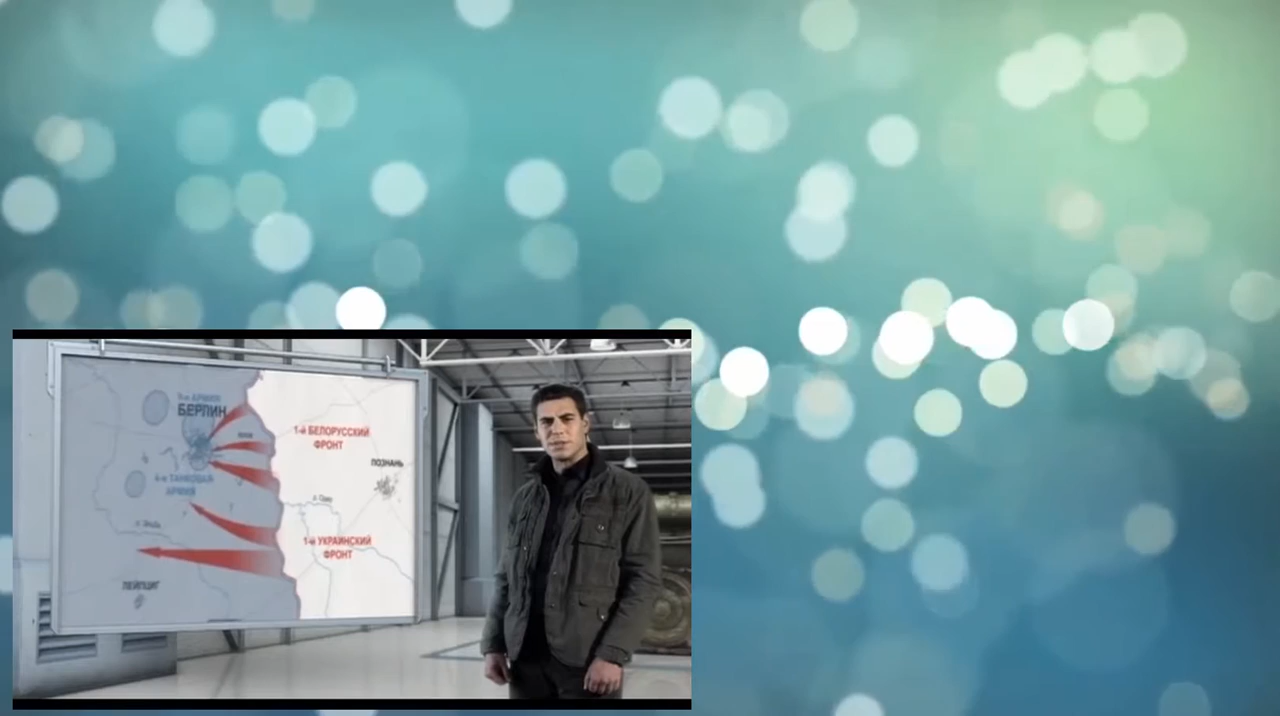 БЕРЛИН
1-й БЕЛОРУССКИЙ
ФРОНТ
ПОЗНАНЬ
4-я ТАНКОВАЯ
АРМИЯ
1-й УКРАИНСКИЙ
ФРОНТ
ЛЕЙПЦИГ